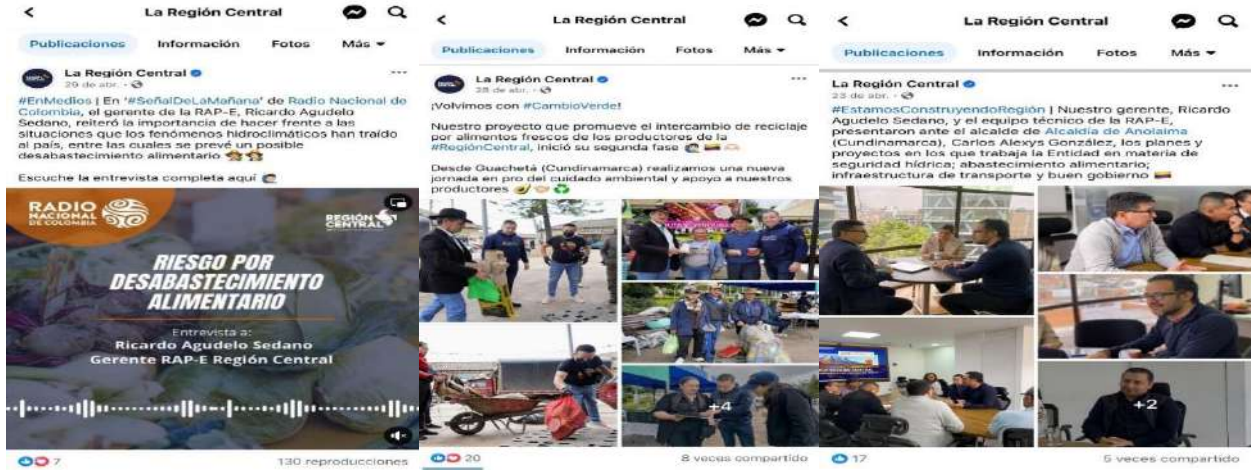 La Región Central
Publicaciones Información Fotos Más
La Región Central
29 de abr.
#EnMedios | En '#SeñalDeLaMañana' de Radio Nacional de
Colombia, el gerente de la RAP-E, Ricardo Agudelo
Sedano, reiteró la importancia de hacer frente a las
situaciones que los fenómenos hidroclimáticos han traído
al país, entre las cuales se prevé un posible
desabastecimiento alimentario
Escuche la entrevista completa aquí
RADIO
NACIONAL
DE COLOMBIA
REGIÓN
CENTRAL
RIESGO POR
DESABASTECIMIENTO
ALIMENTARIO
Entrevista a:
Ricardo Agudelo Sedano
Gerente RAP-E Región Central
7
130 reproducciones
La Región Central
Publicaciones Información Fotos Más
La Región Central
28 de abr.
¡Volvimos con #CambioVerde!
Nuestro proyecto que promueve el intercambio de reciclaje
por alimentos frescos de los productores de la
#RegiónCentral, inició su segunda fase
Desde Guachetá (Cundinamarca) realizamos una nueva
jornada en pro del cuidado ambiental y apoyo a nuestros
productores
+4
20
8 veces compartido
La Región Central
Publicaciones Información Fotos Más
La Región Central
23 de abr.
#EstamosConstruyendoRegión | Nuestro gerente, Ricardo
Agudelo Sedano, y el equipo técnico de la RAP-E,
presentaron ante el alcalde de Alcaldía de Anolaima
(Cundinamarca), Carlos Alexys González, los planes y
proyectos en los que trabaja la Entidad en materia de
seguridad hídrica; abastecimiento alimentario;
infraestructura de transporte y buen gobierno
+2
17
5 veces compartido